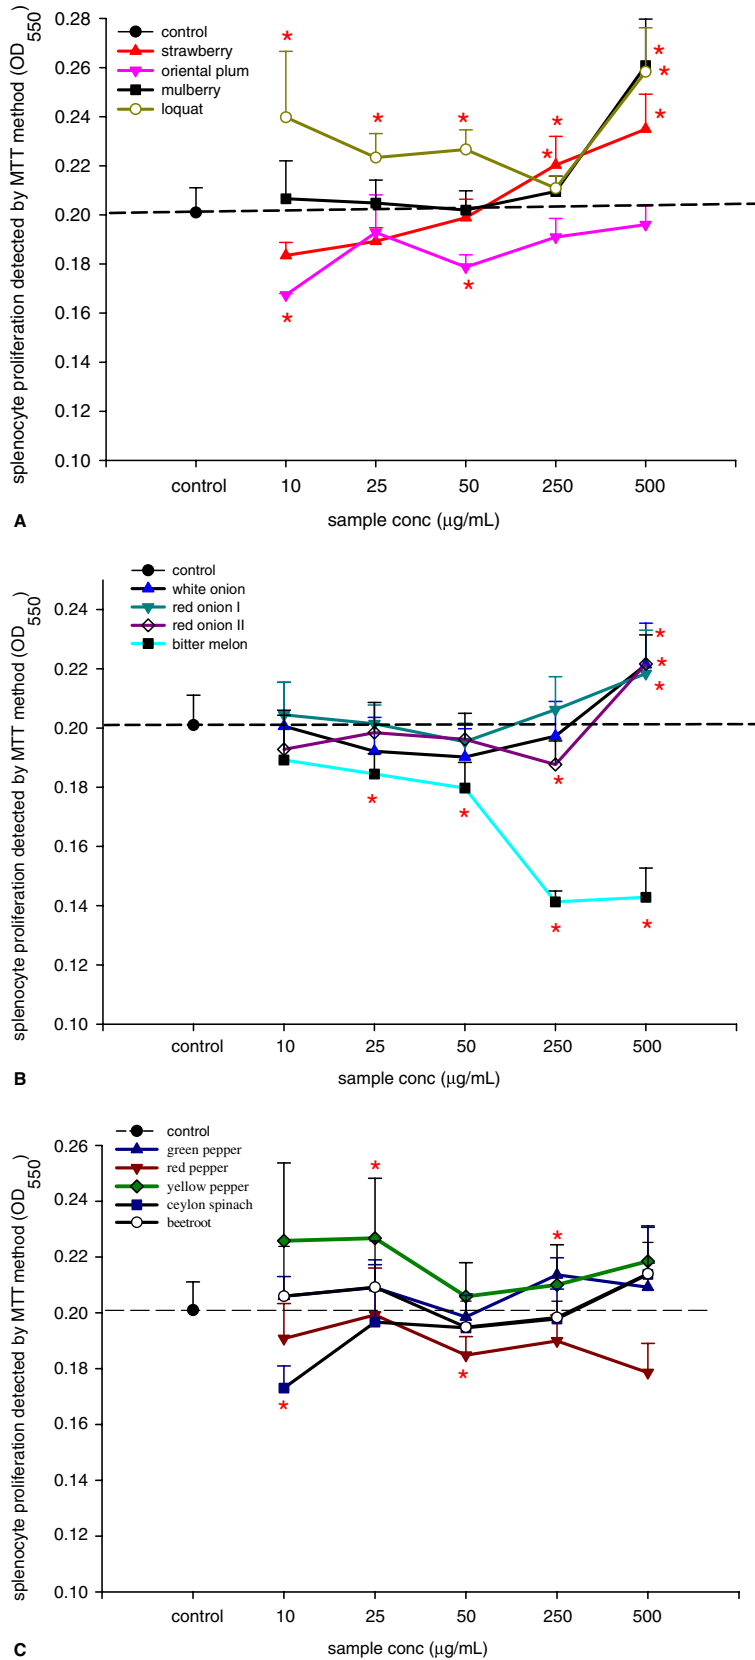 splenocyte proliferation detected by MTT method (OD550)
0.28
0.26
0.24
0.22
0.20
0.18
0.16
0.14
0.12
0.10
control
strawberry
oriental plum
mulberry
loquat
* * * * * * * * * *
control 10 25 50 250 500
sample conc (μg/mL)
A
splenocyte proliferation detected by MTT method (OD550)
0.24
0.22
0.20
0.18
0.16
0.14
0.12
0.10
control
white onion
red onion I
red onion II
bitter melon
* * * * * * * *
control 10 25 50 250 500
sample conc (μg/mL)
B
splenocyte proliferation detected by MTT method (OD550)
0.26
0.24
0.22
0.20
0.18
0.16
0.14
0.12
0.10
control
green pepper
red pepper
yellow pepper
ceylon spinach
beetroot
* * * *
control 10 25 50 250 500
sample conc (μg/mL)
C